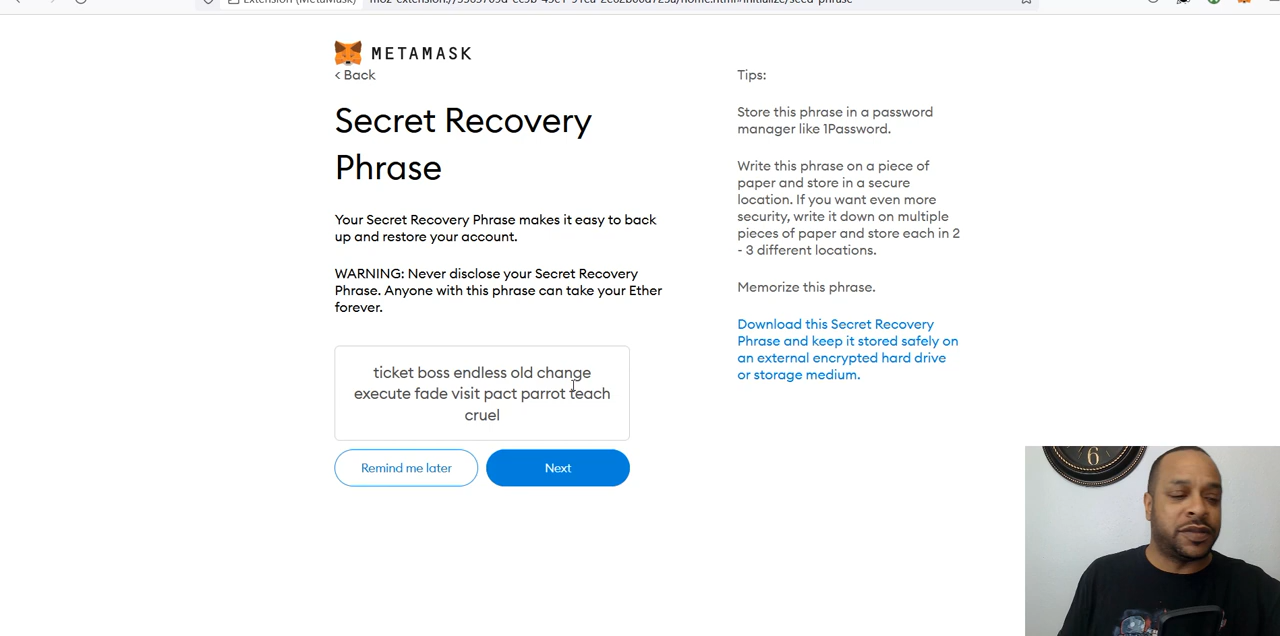 Extension (MetaMask)
METAMASK
< Back
Secret Recovery
Phrase
Your Secret Recovery Phrase makes it easy to back
up and restore your account.
WARNING: Never disclose your Secret Recovery
Phrase. Anyone with this phrase can take your Ether
forever.
ticket boss endless old change
execute fade visit pact parrot teach
cruel
Remind me later
Next
Tips:
Store this phrase in a password
manager like 1Password.
Write this phrase on a piece of
paper and store in a secure
location. If you want even more
security, write it down on multiple
pieces of paper and store each in 2
- 3 different locations.
Memorize this phrase.
Download this Secret Recovery
Phrase and keep it stored safely on
an external encrypted hard drive
or storage medium.
6